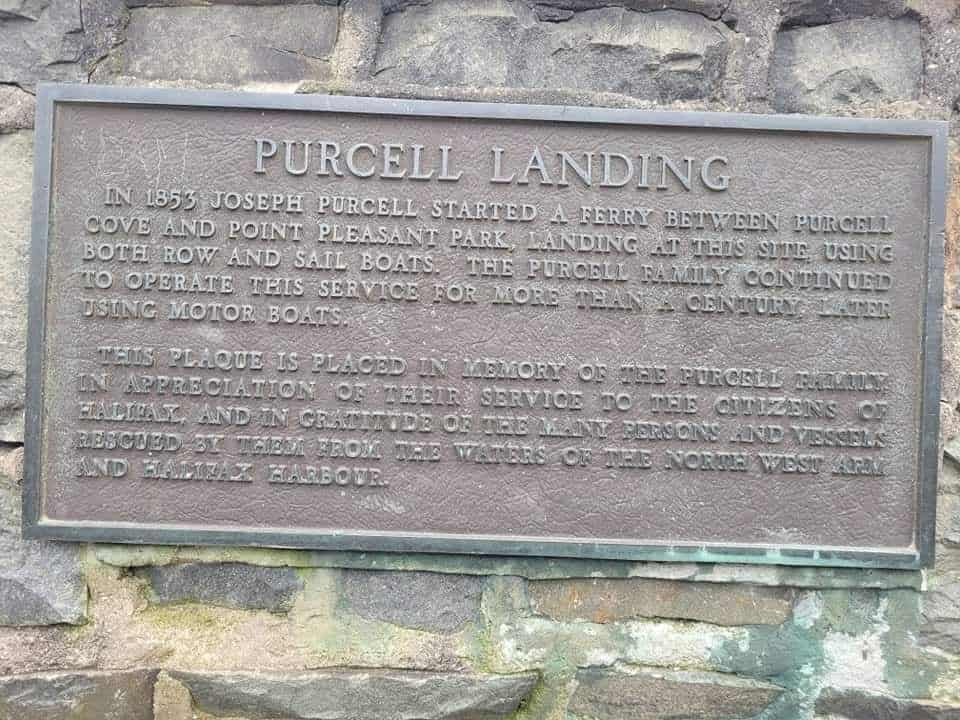 PURCELL LANDING
IN 1853 JOSEPH PURCELL STARTED A FERRY BETWEEN PURCELL
COVE AND POINT PLEASANT PARK, LANDING AT THIS SITE, USING
BOTH ROW AND SAIL BOATS. THE PURCELL FAMILY CONTINUED
TO OPERATE THIS SERVICE FOR MORE THAN A CENTURY, LATER
USING MOTOR BOATS.
THIS PLAQUE IS PLACED IN MEMORY OF THE PURCELL FAMILY,
IN APPRECIATION OF THEIR SERVICE TO THE CITIZENS OF
HALIFAX, AND IN GRATITUDE OF THE MANY PERSONS AND VESSELS
RESCUED BY THEM FROM THE WATERS OF THE NORTH WEST ARM
AND HALIFAX HARBOUR.